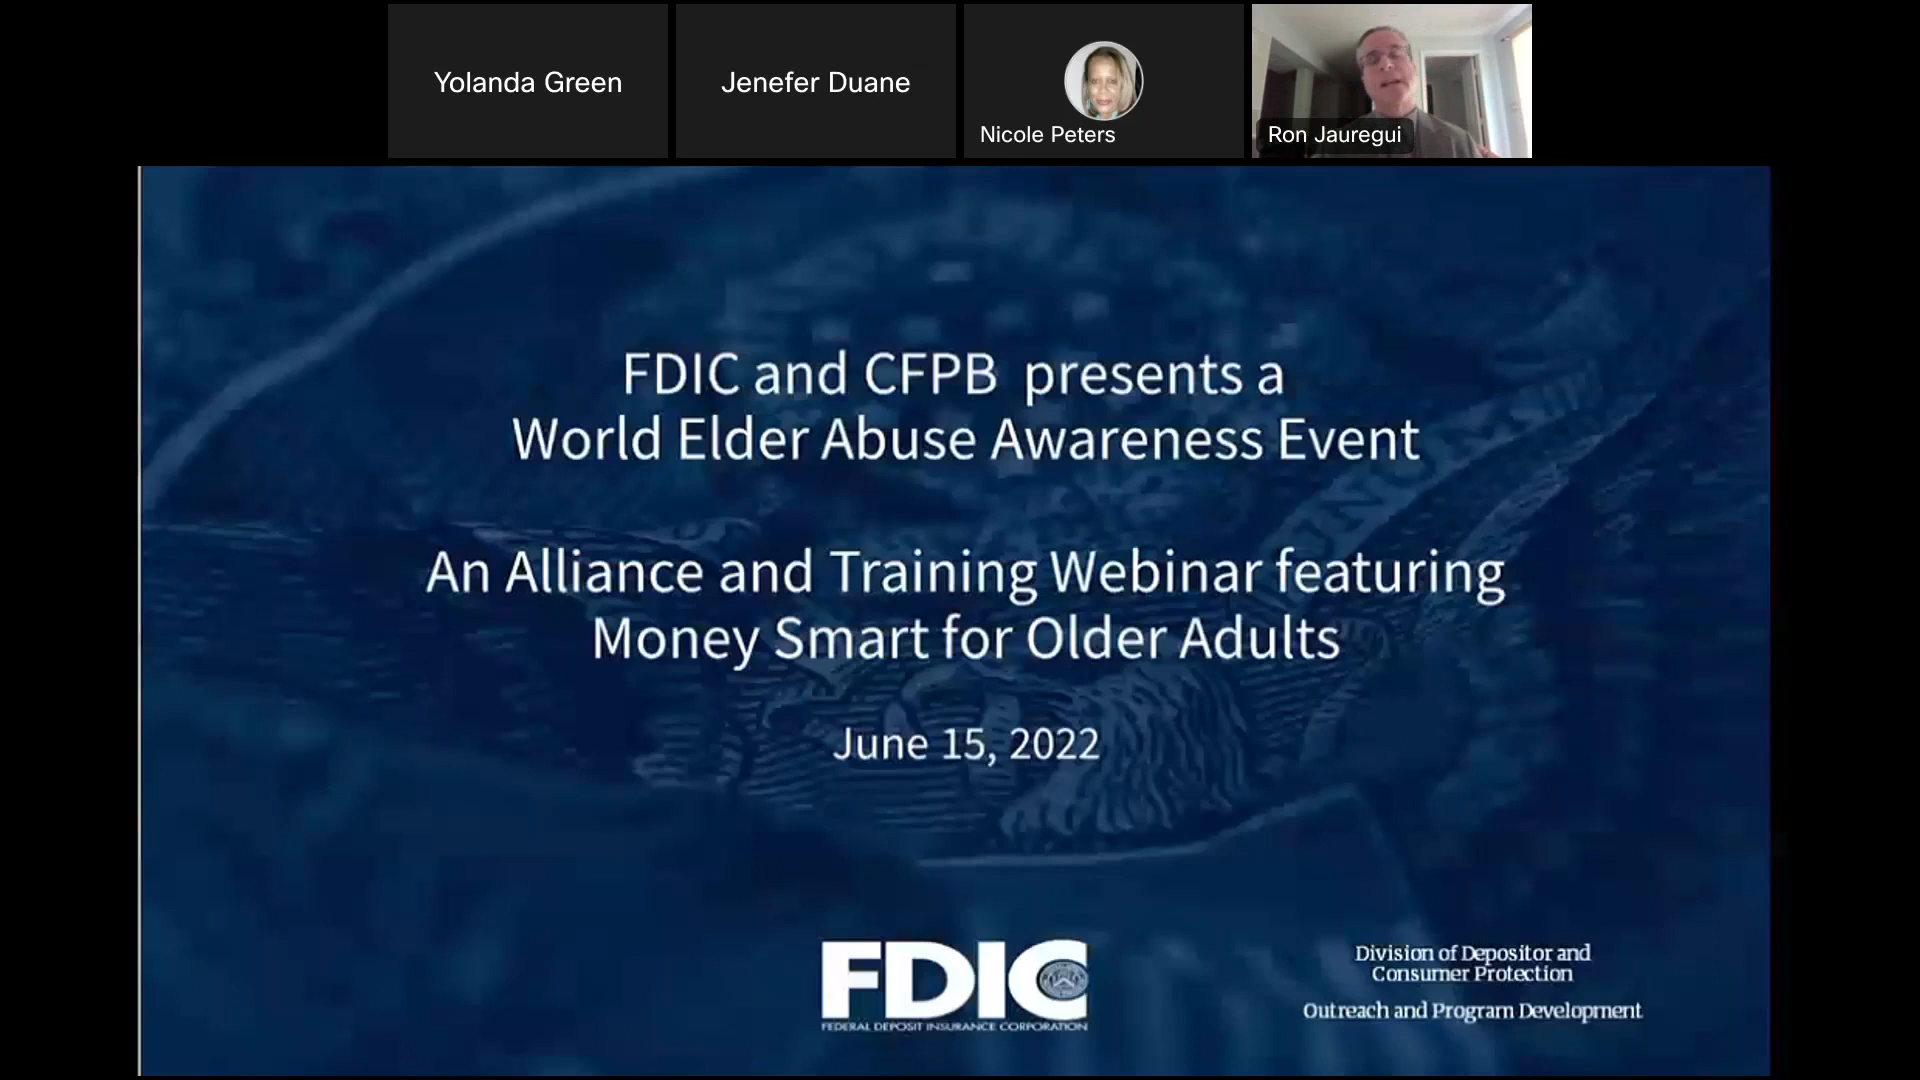 Yolanda Green
Jenefer Duane
Nicole Peters
Ron Jauregui
FDIC and CFPB presents a
World Elder Abuse Awareness Event
An Alliance and Training Webinar featuring
Money Smart for Older Adults
June 15, 2022
FDIC
FEDERAL DEPOSIT INSURANCE CORPORATION
Division of Depositor and
Consumer Protection
Outreach and Program Development